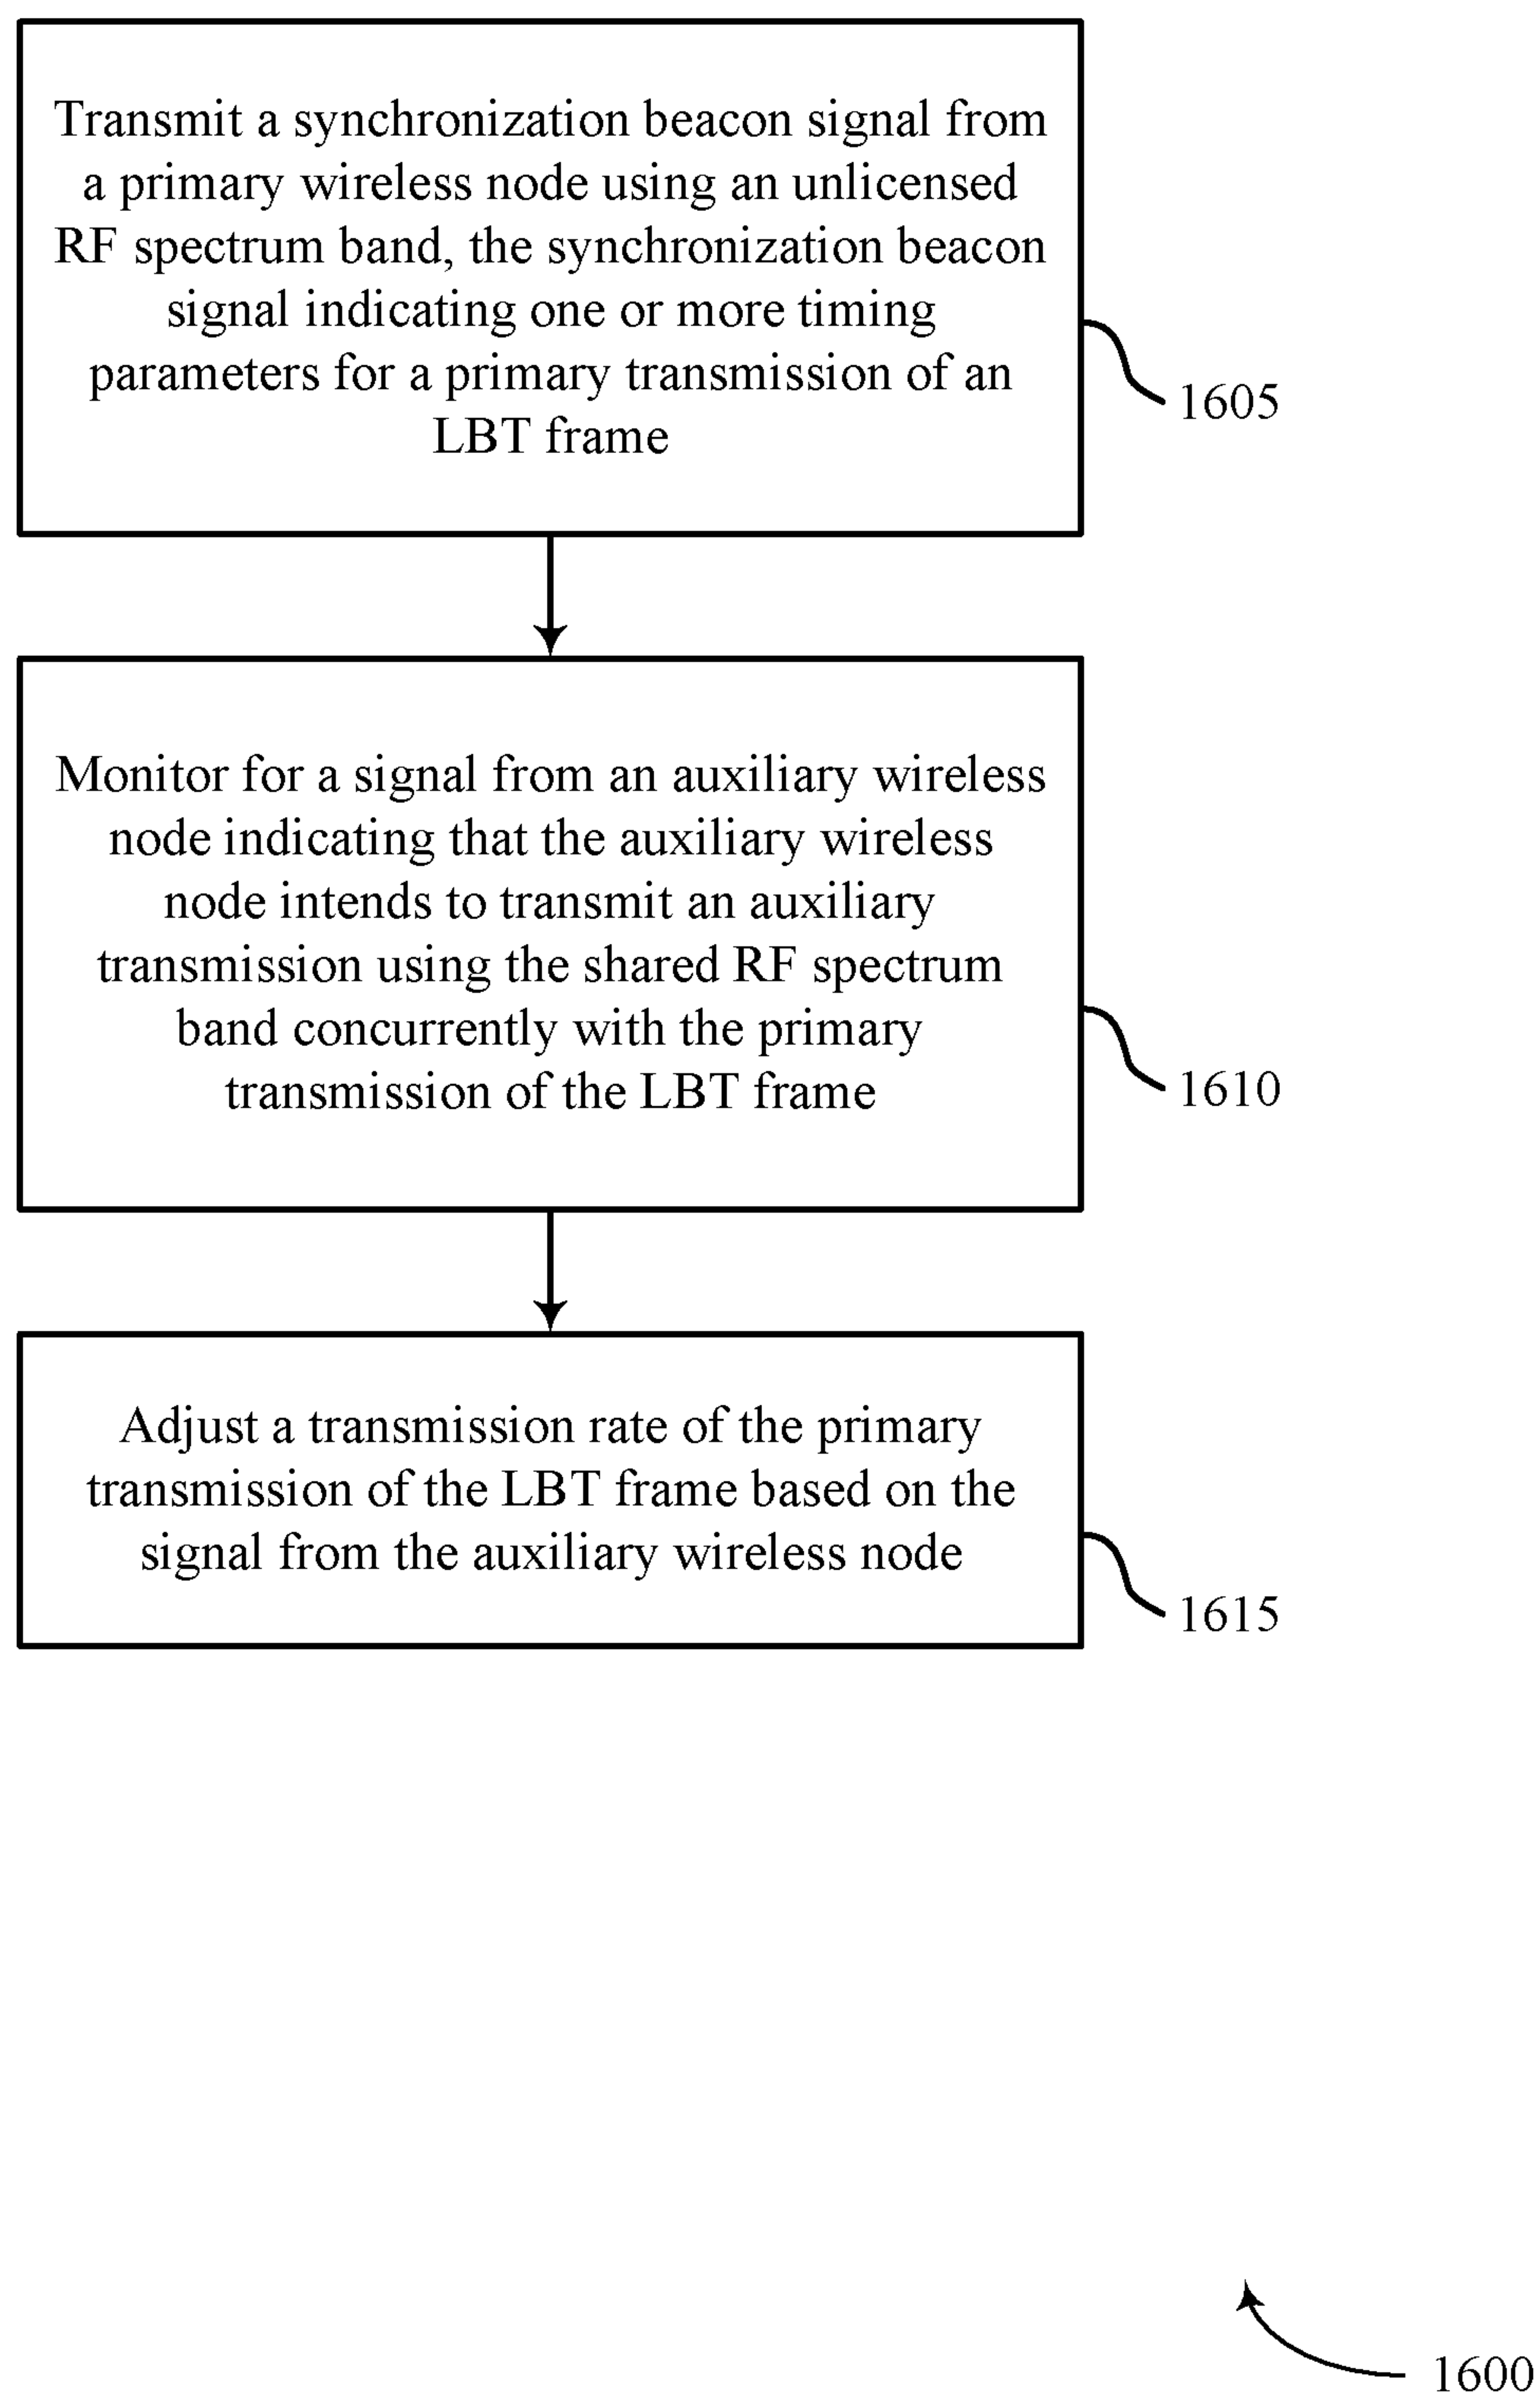 Transmit a synchronization beacon signal from
a primary wireless node using an unlicensed
RF spectrum band, the synchronization beacon
signal indicating one or more timing
parameters for a primary transmission of an
LBT frame
1605
Monitor for a signal from an auxiliary wireless
node indicating that the auxiliary wireless
node intends to transmit an auxiliary
transmission using the shared RF spectrum
band concurrently with the primary
transmission of the LBT frame
1610
Adjust a transmission rate of the primary
transmission of the LBT frame based on the
signal from the auxiliary wireless node
1615
1600